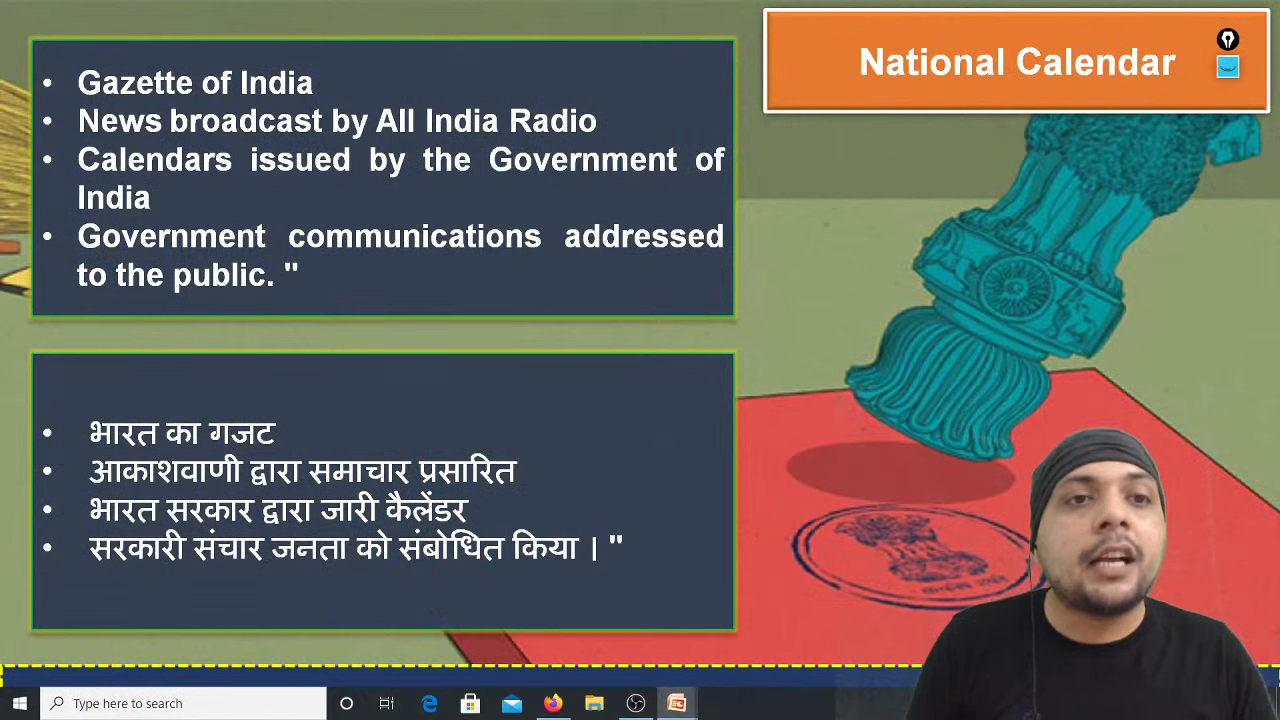 National Calendar
• Gazette of India
• News broadcast by All India Radio
• Calendars issued by the Government of
India
• Government communications addressed
to the public. "
• भारत का गजट
• आकाशवाणी द्वारा समाचार प्रसारित
• भारत सरकार द्वारा जारी कैलेंडर
• सरकारी संचार जनता को संबोधित किया । "
Type here to search